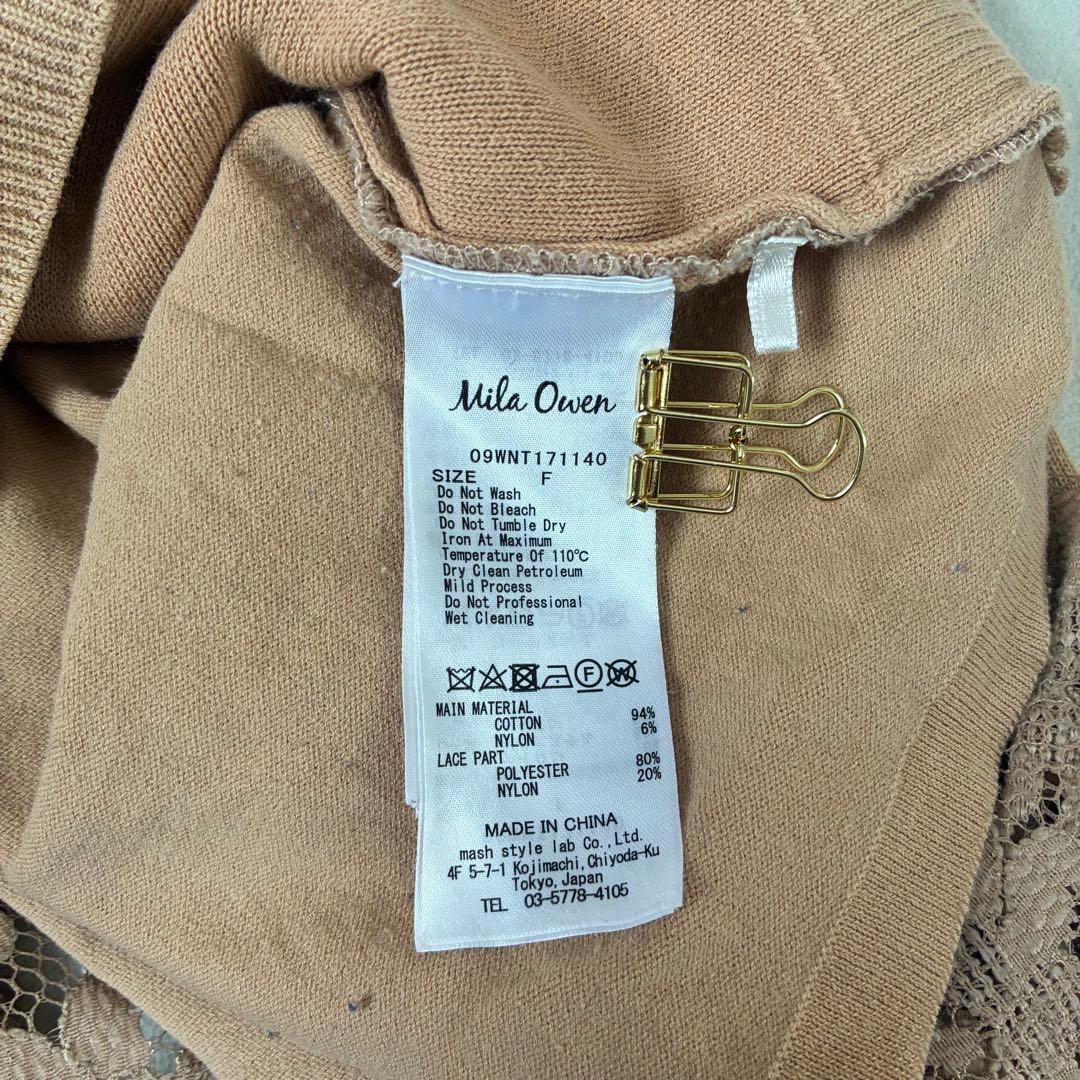 Mila Owen
09WNT171140
SIZE F
Do Not Wash
Do Not Bleach
Do Not Tumble Dry
Iron At Maximum
Temperature Of 110℃
Dry Clean Petroleum
Mild Process
Do Not Professional
Wet Cleaning
F W
MAIN MATERIAL
COTTON 94%
NYLON 6%
LACE PART
POLYESTER 80%
NYLON 20%
MADE IN CHINA
mash style lab Co., Ltd.
4F 5-7-1 Kojimachi, Chiyoda-Ku
Tokyo, Japan
TEL 03-5778-4105